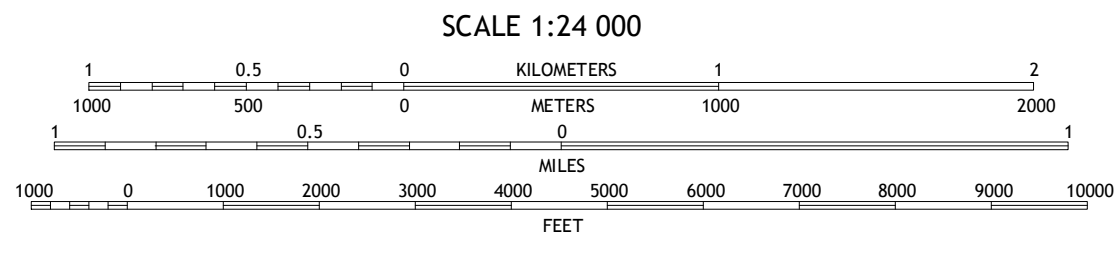 SCALE 1:24 000
1 0.5 0 KILOMETERS 1 2
1000 500 0 METERS 1000 2000
1 0.5 0 1
MILES
1000 0 1000 2000 3000 4000 5000 6000 7000 8000 9000 10000
FEET